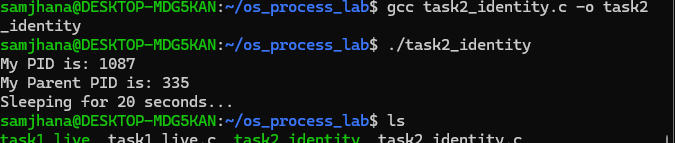 samjhana@DESKTOP-MDG5KAN:~/os_process_lab$ gcc task2_identity.c -o task2
_identity
samjhana@DESKTOP-MDG5KAN:~/os_process_lab$ ./task2_identity
My PID is: 1087
My Parent PID is: 335
Sleeping for 20 seconds...
samjhana@DESKTOP-MDG5KAN:~/os_process_lab$ ls
task1_live  task1_live.c  task2_identity  task2_identity.c